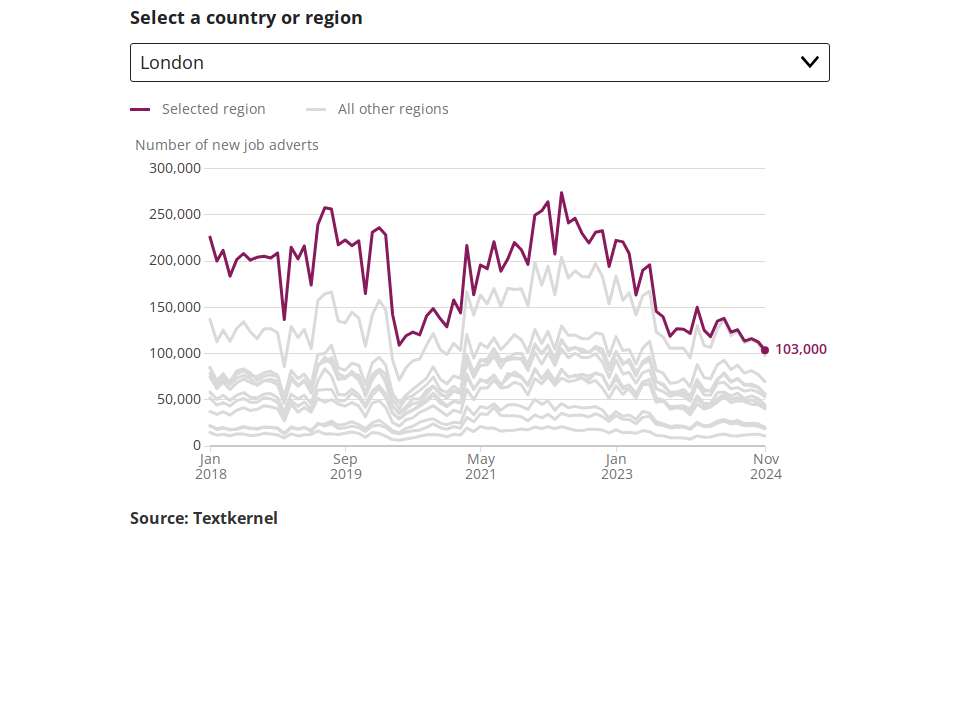 Select a country or region
London
Selected region
All other regions
Number of new job adverts
300,000
250,000
200,000
150,000
100,000
103,000
50,000
0
Jan
2018
Sep
2019
May
2021
Jan
2023
Nov
2024
Source: Textkernel